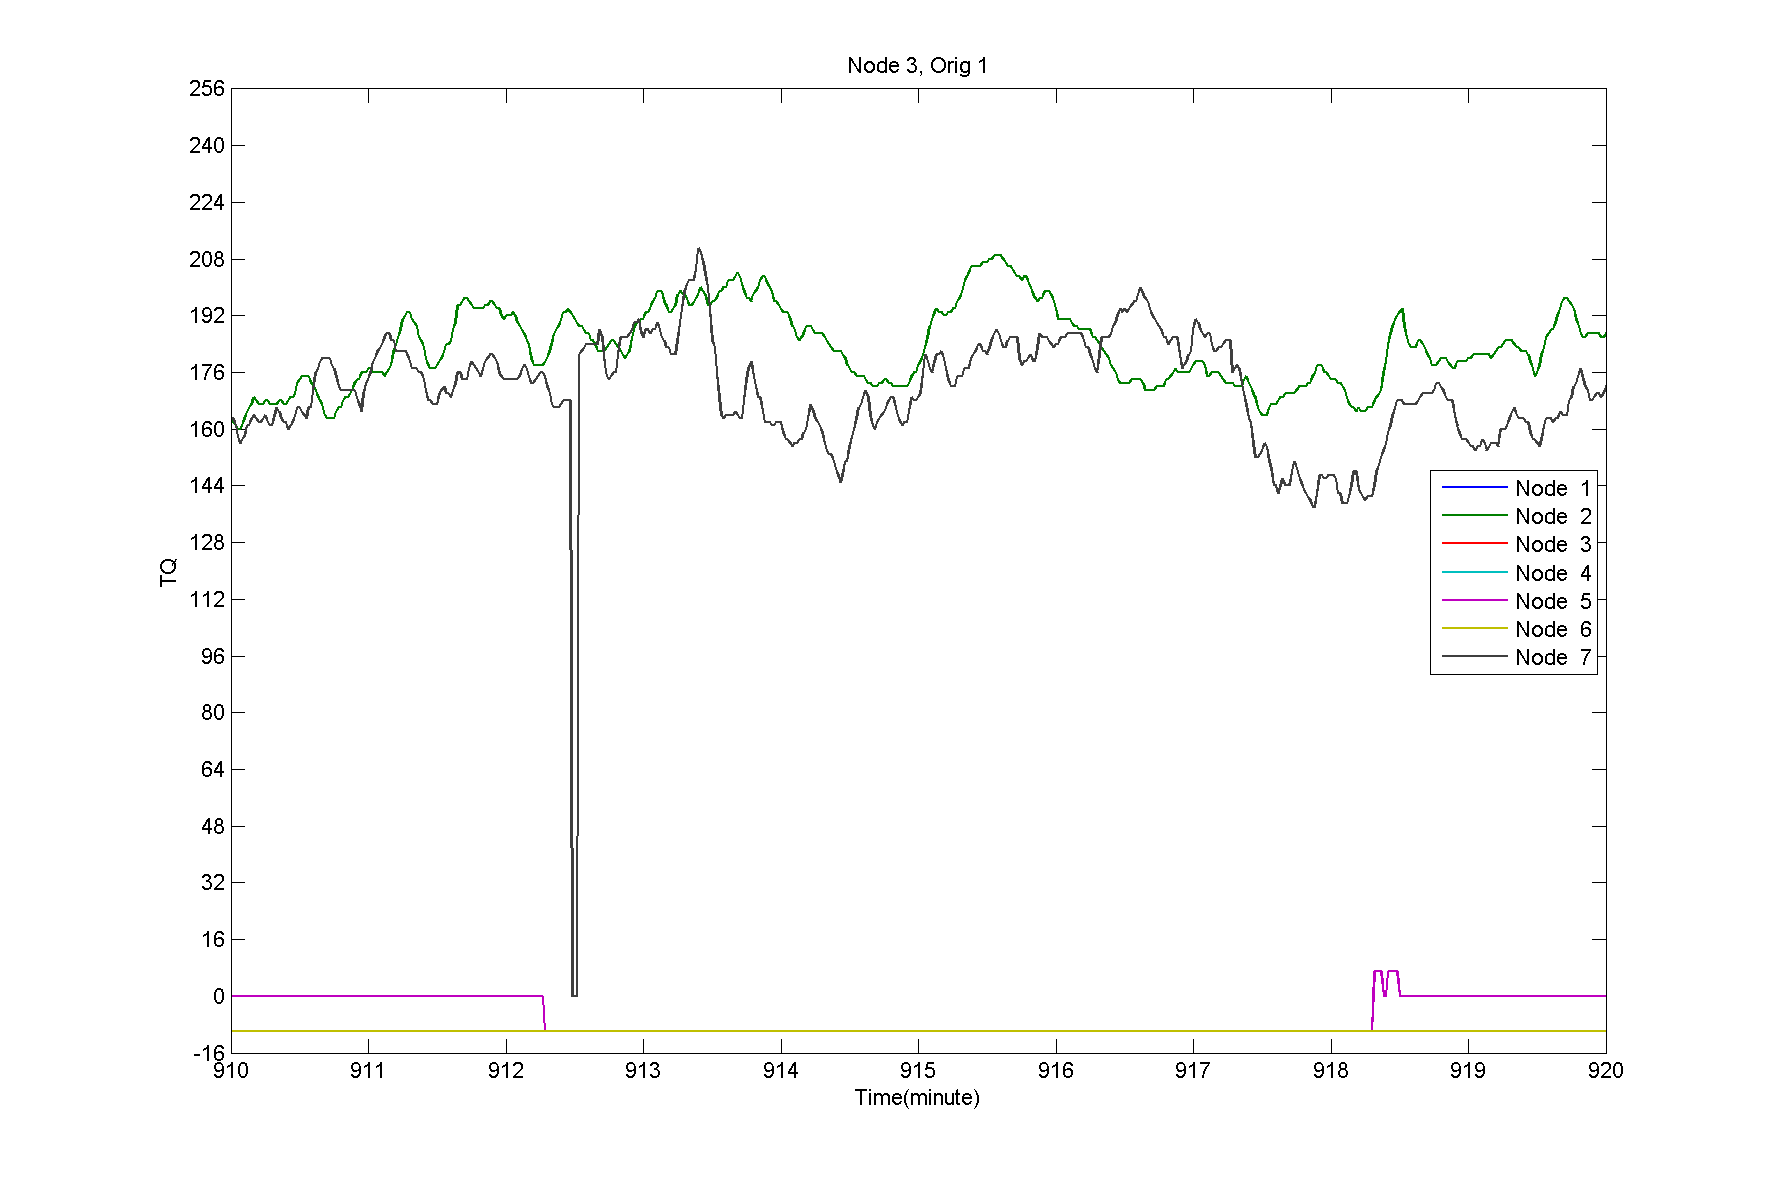 Node 3, Orig 1
256
240
224
208
192
176
160
144
128
112
96
80
64
48
32
16
0
-16
TQ
Node 1
Node 2
Node 3
Node 4
Node 5
Node 6
Node 7
910 911 912 913 914 915 916 917 918 919 920
Time(minute)